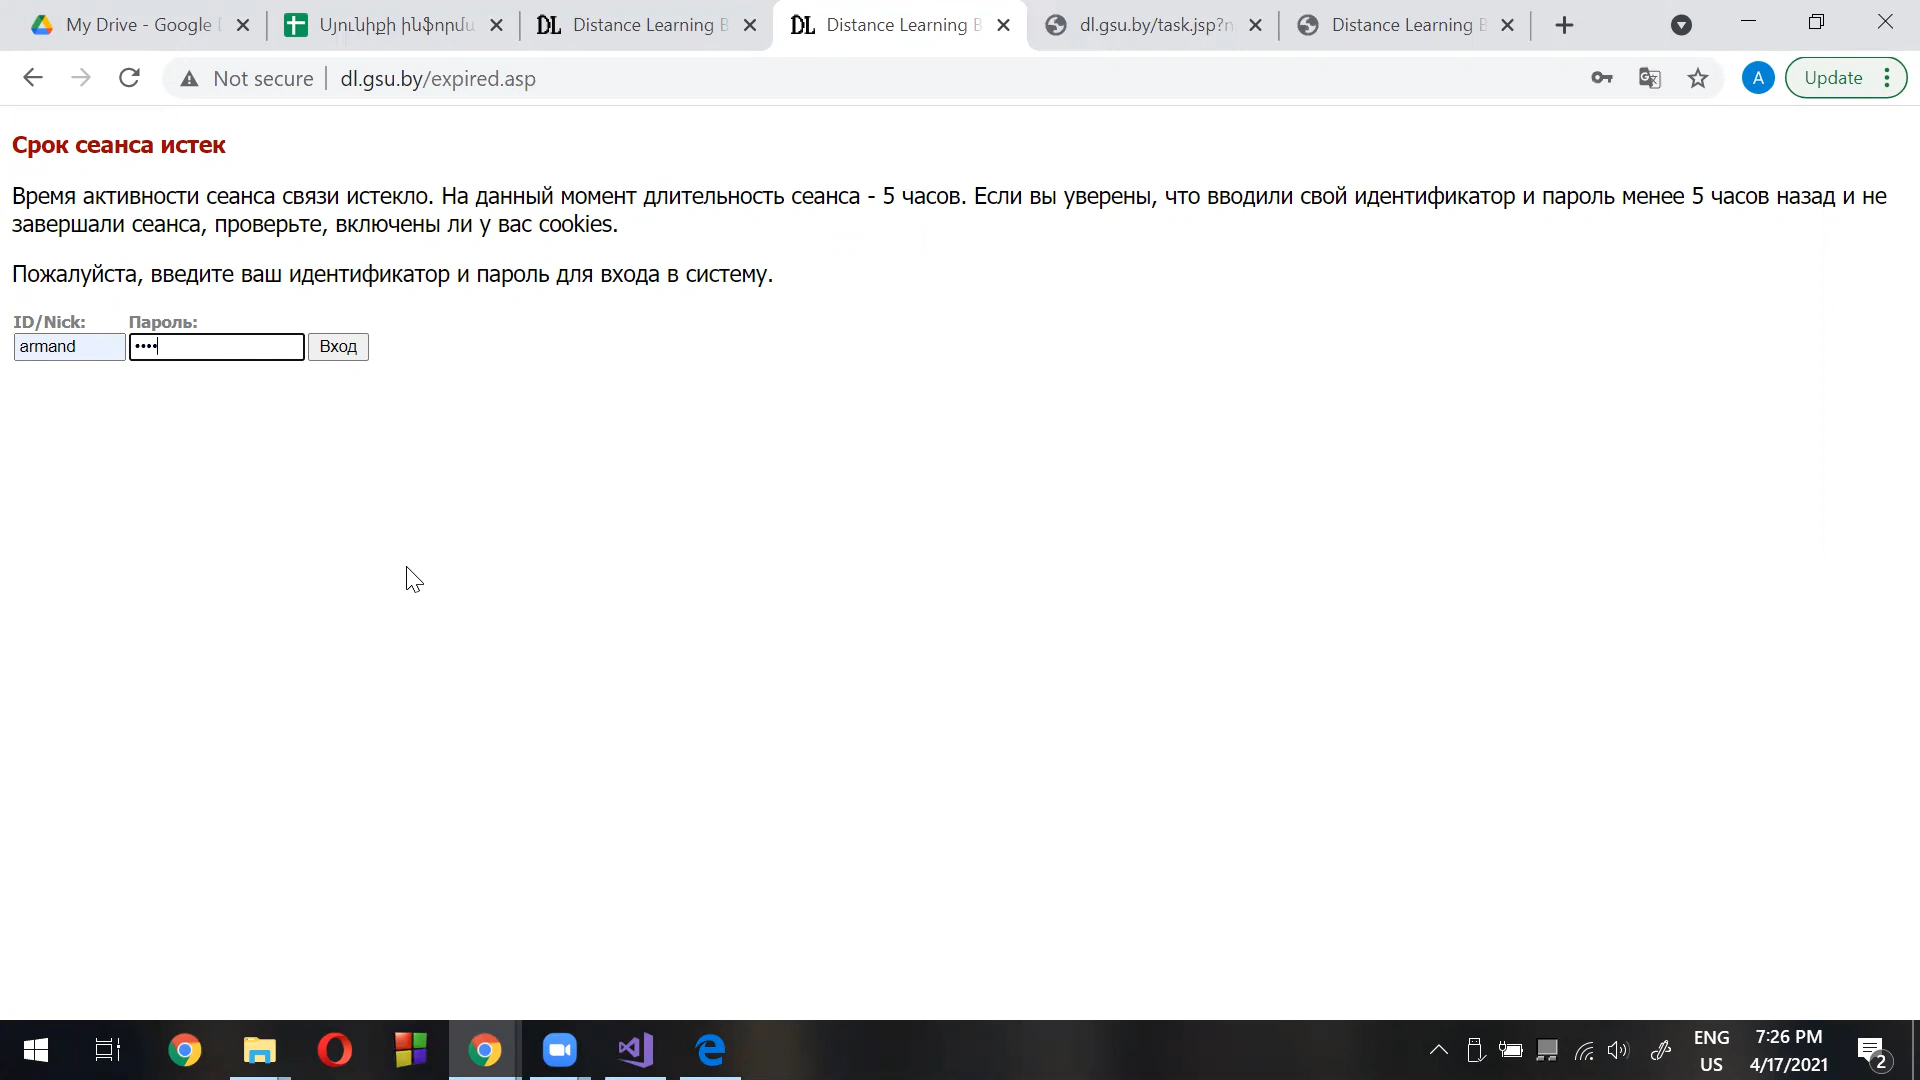 My Drive - Google
Սյունիքի ինֆորմա
Distance Learning B
Distance Learning B
dl.gsu.by/task.jsp?n
Distance Learning B
Not secure
dl.gsu.by/expired.asp
A
Update
Срок сеанса истек
Время активности сеанса связи истекло. На данный момент длительность сеанса - 5 часов. Если вы уверены, что вводили свой идентификатор и пароль менее 5 часов назад и не
завершали сеанса, проверьте, включены ли у вас cookies.
Пожалуйста, введите ваш идентификатор и пароль для входа в систему.
ID/Nick: Пароль:
armand •••• Вход
ENG 7:26 PM
US 4/17/2021
2